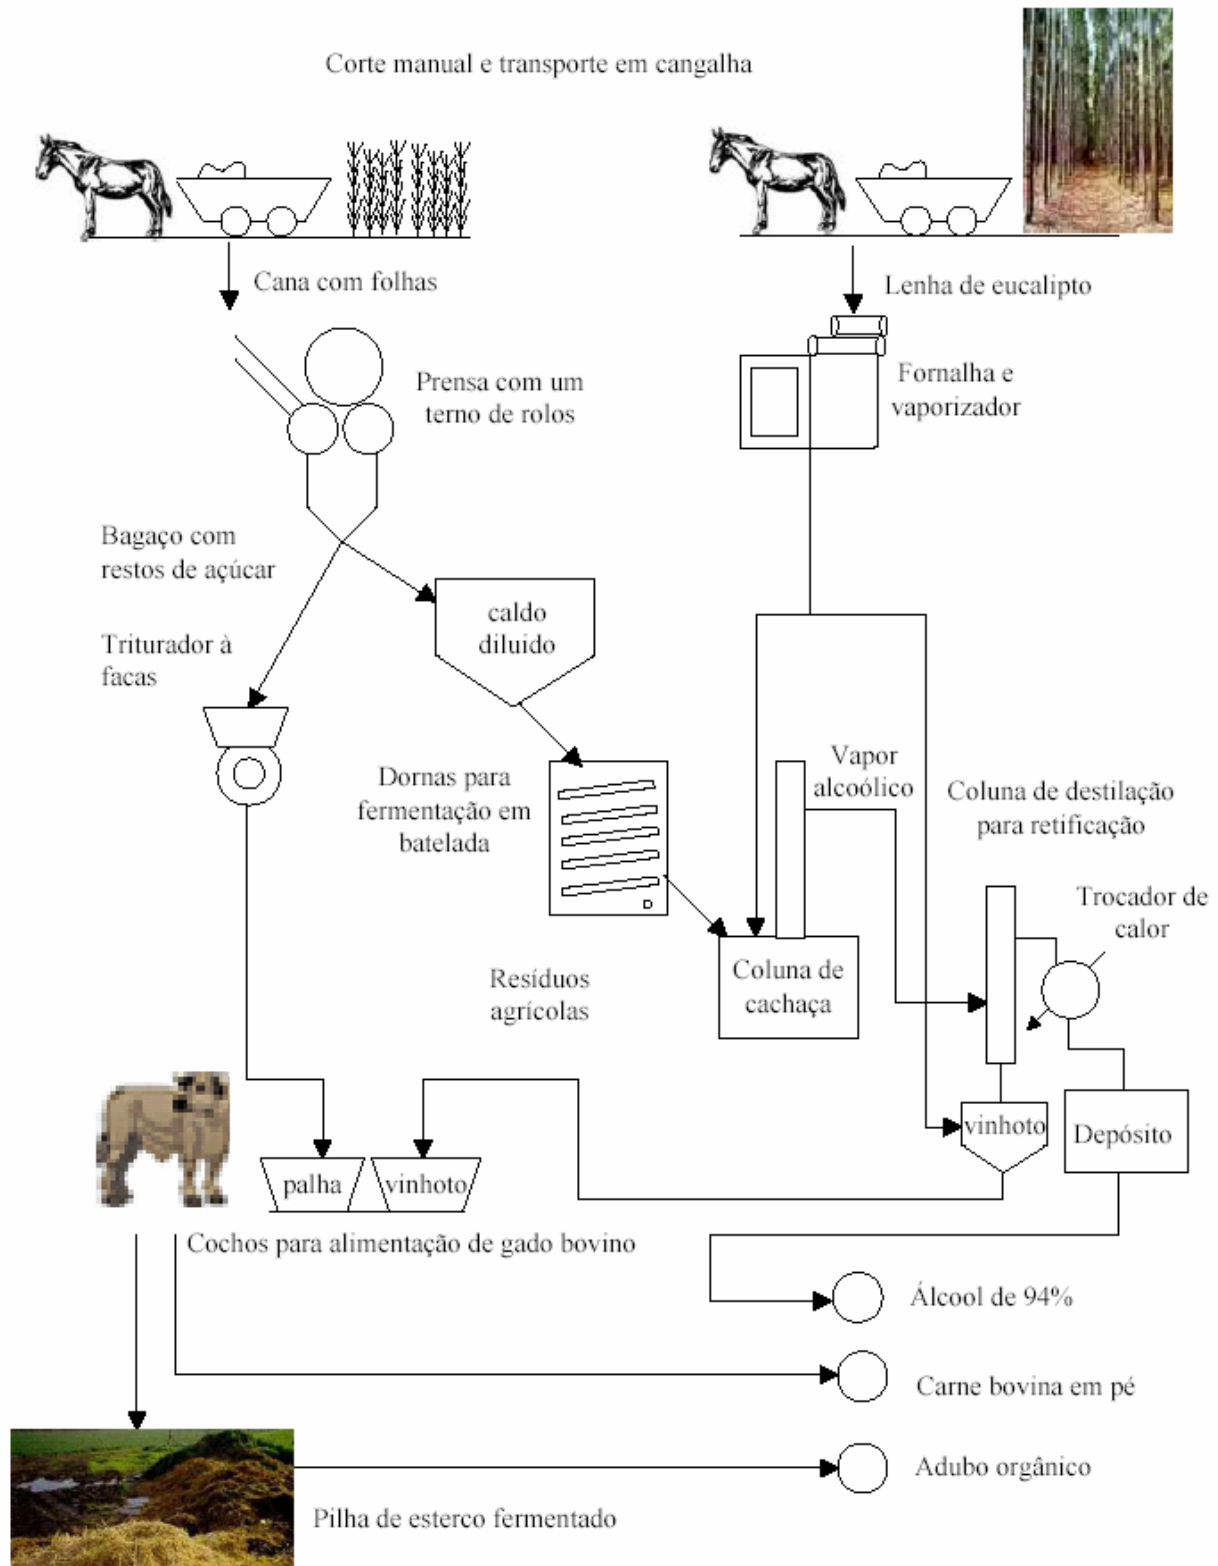 Corte manual e transporte em cangalha
Cana com folhas
Lenha de eucalipto
Prensa com um
terno de rolos
Fornalha e
vaporizador
Bagaço com
restos de açúcar
Triturador à
facas
caldo
diluido
Dornas para
fermentação em
batelada
Vapor
alcoólico
Coluna de destilação
para retificação
Trocador de
calor
Resíduos
agrícolas
Coluna de
cachaça
vinhoto
Depósito
palha
vinhoto
Cochos para alimentação de gado bovino
Álcool de 94%
Carne bovina em pé
Adubo orgânico
Pilha de esterco fermentado